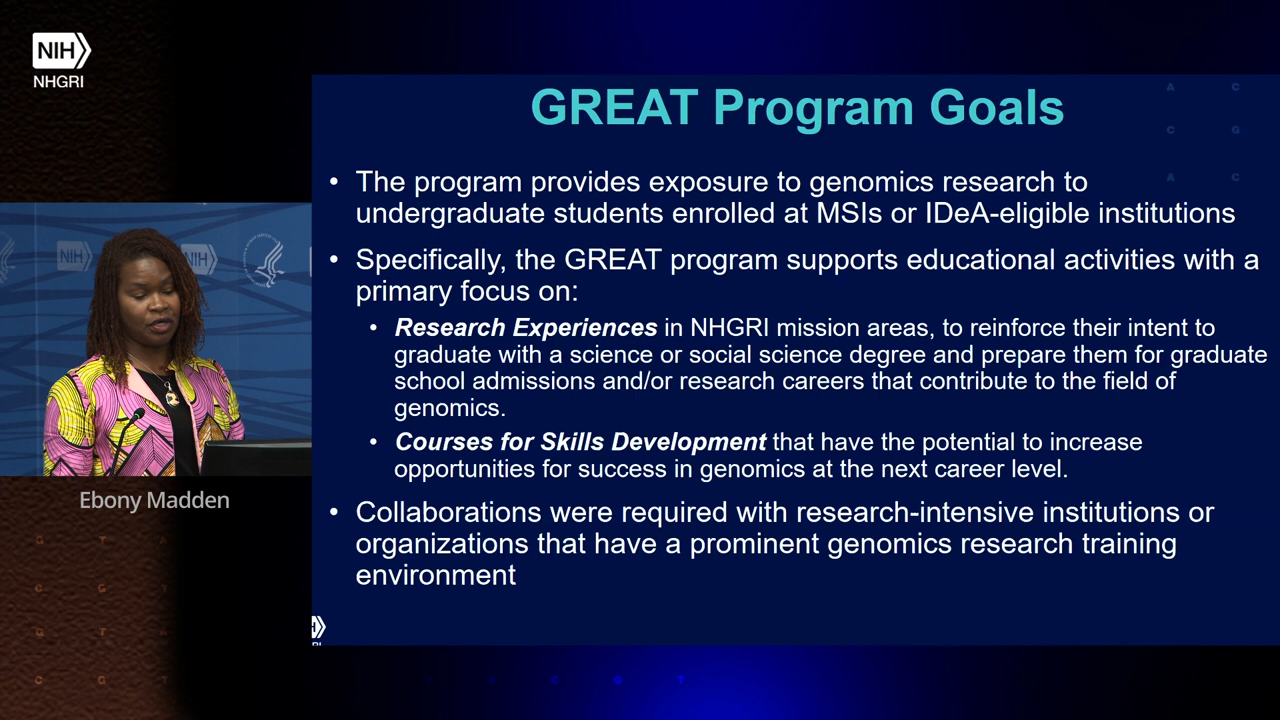 NIH
NHGRI
GREAT Program Goals
• The program provides exposure to genomics research to
undergraduate students enrolled at MSIs or IDeA-eligible institutions
• Specifically, the GREAT program supports educational activities with a
primary focus on:
• Research Experiences in NHGRI mission areas, to reinforce their intent to
graduate with a science or social science degree and prepare them for graduate
school admissions and/or research careers that contribute to the field of
genomics.
• Courses for Skills Development that have the potential to increase
opportunities for success in genomics at the next career level.
• Collaborations were required with research-intensive institutions or
organizations that have a prominent genomics research training
environment
NIH
NIH
Ebony Madden